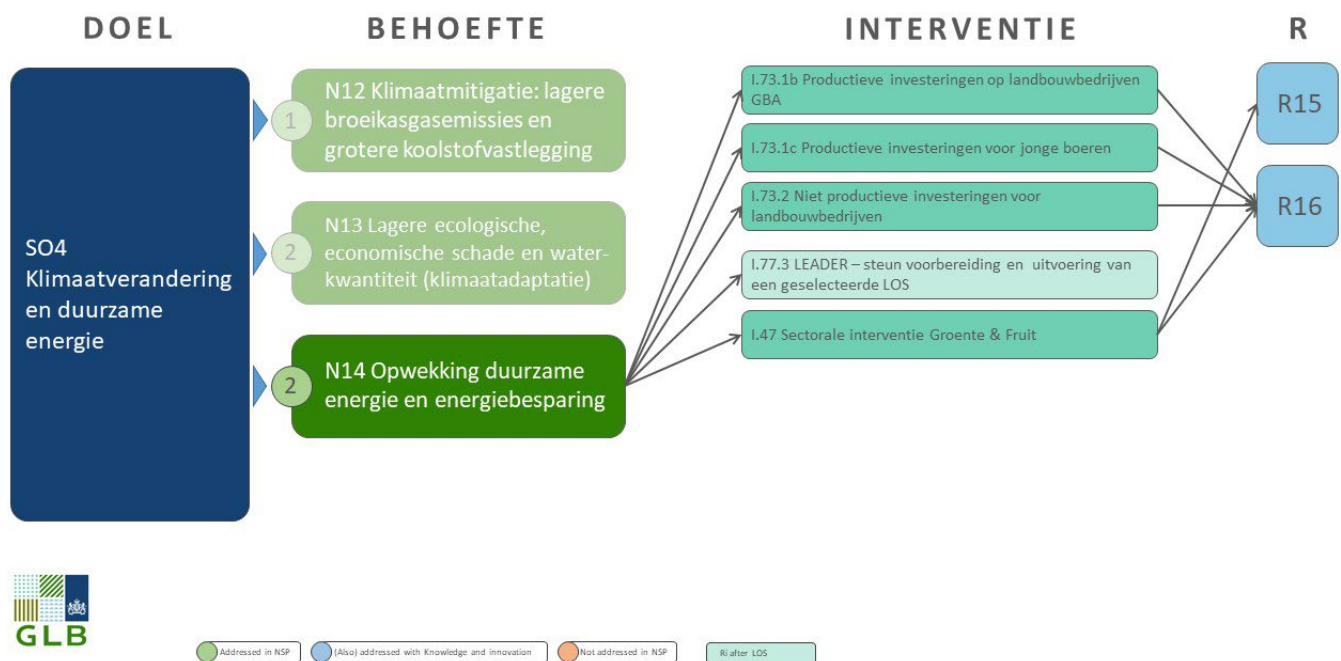 DOEL
BEHOEFTE
INTERVENTIE
R
SO4
Klimaatverandering
en duurzame
energie
1
N12 Klimaatmitigatie: lagere
broeikasgasemissies en
grotere koolstofvastlegging
2
N13 Lagere ecologische,
economische schade en water-
kwantiteit (klimaatadaptatie)
2
N14 Opwekking duurzame
energie en energiebesparing
I.73.1b Productieve investeringen op landbouwbedrijven
GBA
I.73.1c Productieve investeringen voor jonge boeren
I.73.2 Niet productieve investeringen voor
landbouwbedrijven
I.77.3 LEADER – steun voorbereiding en uitvoering van
een geselecteerde LOS
I.47 Sectorale interventie Groente & Fruit
R15
R16
GLB
Addressed in NSP
(Also) addressed with Knowledge and innovation
Not addressed in NSP
Ri after LOS